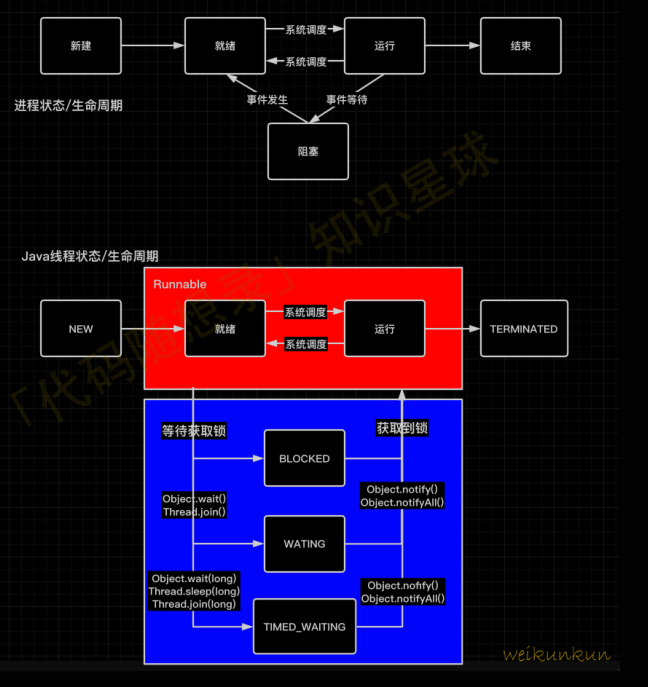 新建
就绪
系统调度
系统调度
运行
结束
进程状态/生命周期
事件发生
事件等待
阻塞
「代码随想录」知识星球
Java线程状态/生命周期
Runnable
NEW
就绪
系统调度
系统调度
运行
TERMINATED
等待获取锁
获取到锁
BLOCKED
Object.wait()
Thread.join()
Object.notify()
Object.notifyAll()
WATING
Object.wait(long)
Thread.sleep(long)
Thread.join(long)
Object.nofify()
Object.notifyAll()
TIMED_WAITING
weikunkun